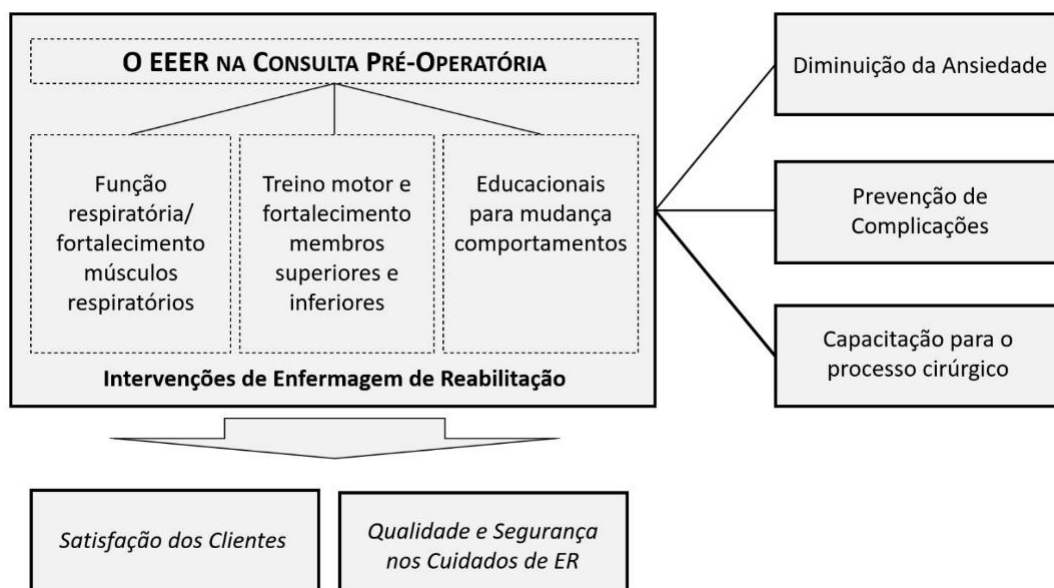 O EEER NA CONSULTA PRÉ-OPERATÓRIA
Função
respiratória/
fortalecimento
músculos
respiratórios
Treino motor e
fortalecimento
membros
superiores e
inferiores
Educacionais
para mudança
comportamentos
Intervenções de Enfermagem de Reabilitação
Diminuição da Ansiedade
Prevenção de
Complicações
Capacitação para o
processo cirúrgico
Satisfação dos Clientes
Qualidade e Segurança
nos Cuidados de ER